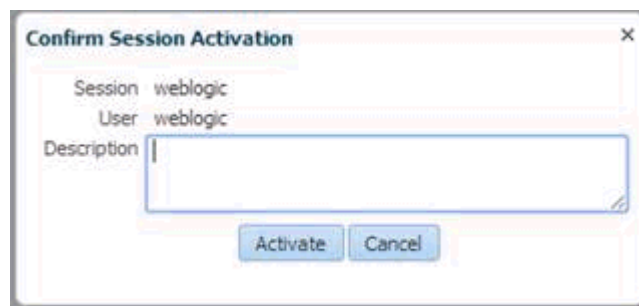 Confirm Session Activation
Session weblogic
User weblogic
Description
Activate Cancel